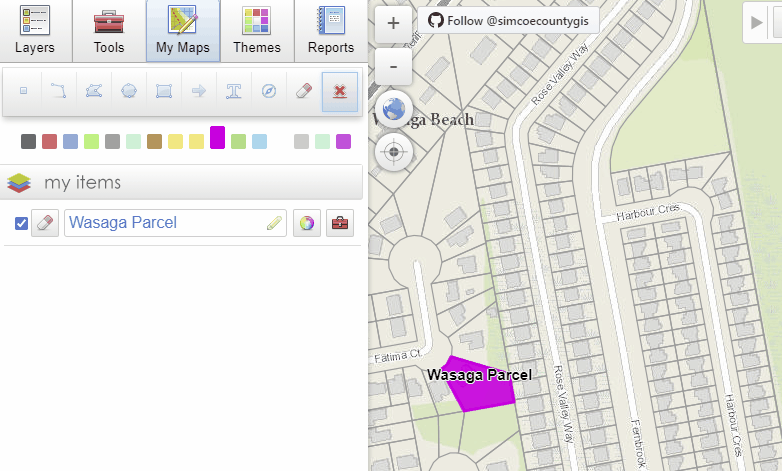 Layers
Tools
My Maps
Themes
Reports
my items
Wasaga Parcel
+
-
Follow @simcoecountygis
Rose Valley Way
Wasaga Beach
Harbour Cres
Fatima Ct
Wasaga Parcel
Rose Valley Way
Fernbrook
Harbour Cres